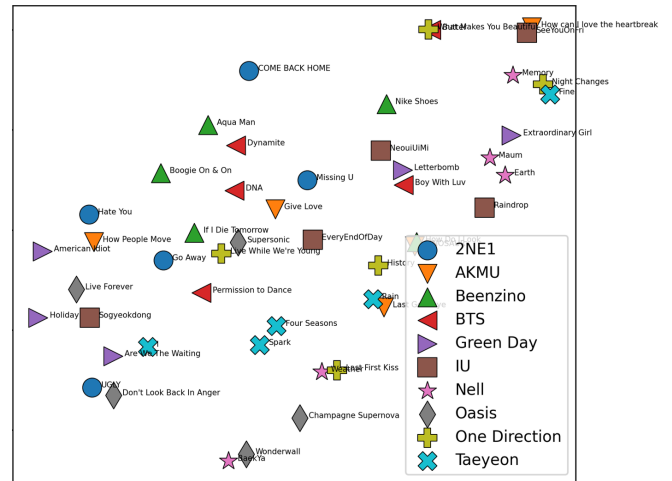 What Makes You Beautiful
Butter
How can I love the heartbreak
SeeYouOnFri
COME BACK HOME
Memory
Night Changes
Fine
Nike Shoes
Aqua Man
Extraordinary Girl
Dynamite
NeouiUiMi
Maum
Letterbomb
Boogie On & On
Missing U
Earth
Boy With Luv
DNA
Hate You
Give Love
Raindrop
If I Die Tomorrow
How People Move
Supersonic
EveryEndOfDay
American Idiot
Live While We're Young
Go Away
History
Live Forever
Permission to Dance
Rain
Last
Holiday
Sogyeokdong
Four Seasons
I
Spark
Are We The Waiting
Weather
Last First Kiss
UGLY
Don't Look Back In Anger
Champagne Supernova
Wonderwall
BaekYa
2NE1
AKMU
Beenzino
BTS
Green Day
IU
Nell
Oasis
One Direction
Taeyeon